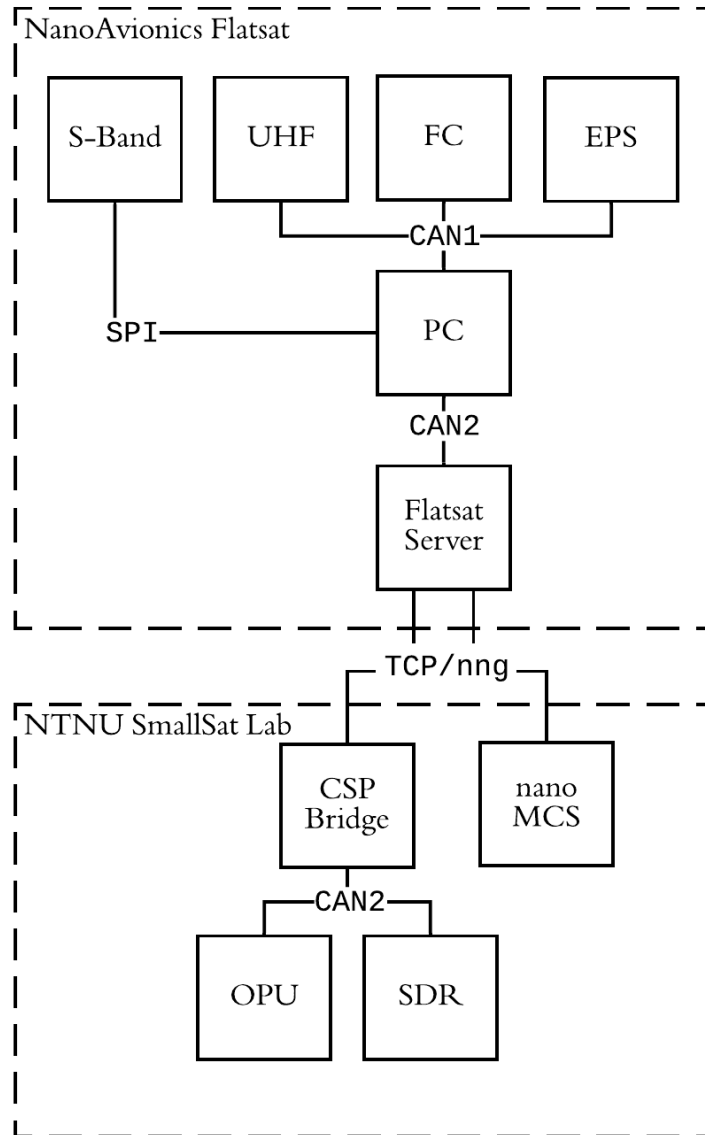 NanoAvionics Flatsat
S-Band
UHF
FC
EPS
CAN1
SPI
PC
CAN2
Flatsat
Server
TCP/nng
NTNU SmallSat Lab
CSP
Bridge
nano
MCS
CAN2
OPU
SDR